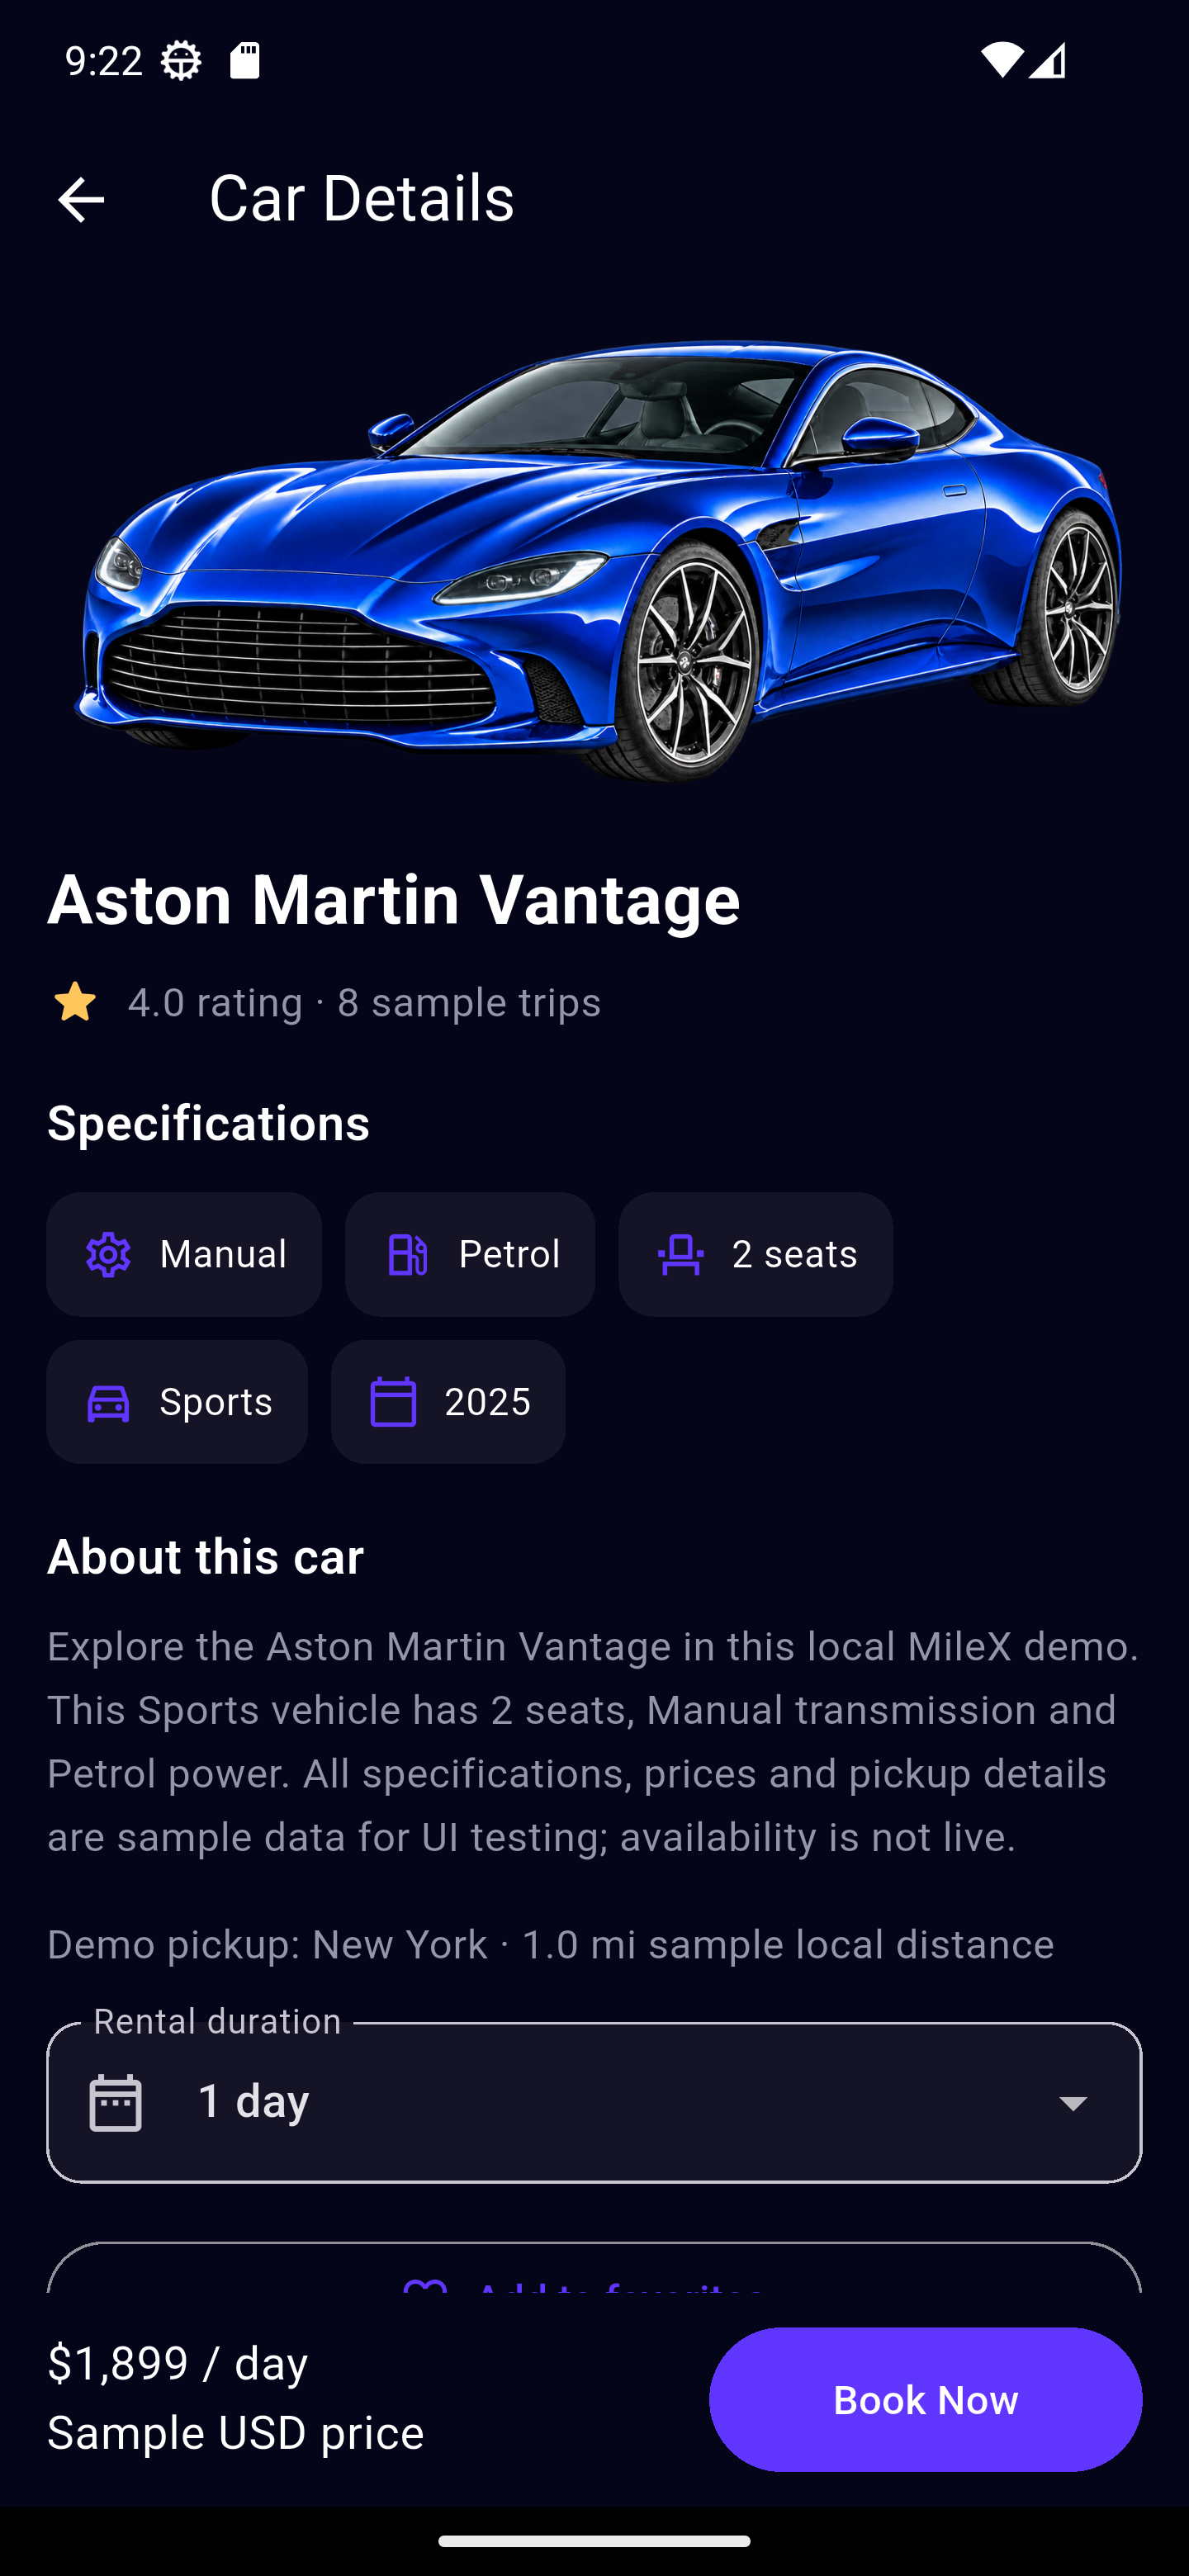 9:22
Car Details
Aston Martin Vantage
4.0 rating · 8 sample trips
Specifications
Manual
Petrol
2 seats
Sports
2025
About this car
Explore the Aston Martin Vantage in this local MileX demo.
This Sports vehicle has 2 seats, Manual transmission and
Petrol power. All specifications, prices and pickup details
are sample data for UI testing; availability is not live.
Demo pickup: New York · 1.0 mi sample local distance
Rental duration
1 day
Add to favorites
$1,899 / day
Sample USD price
Book Now